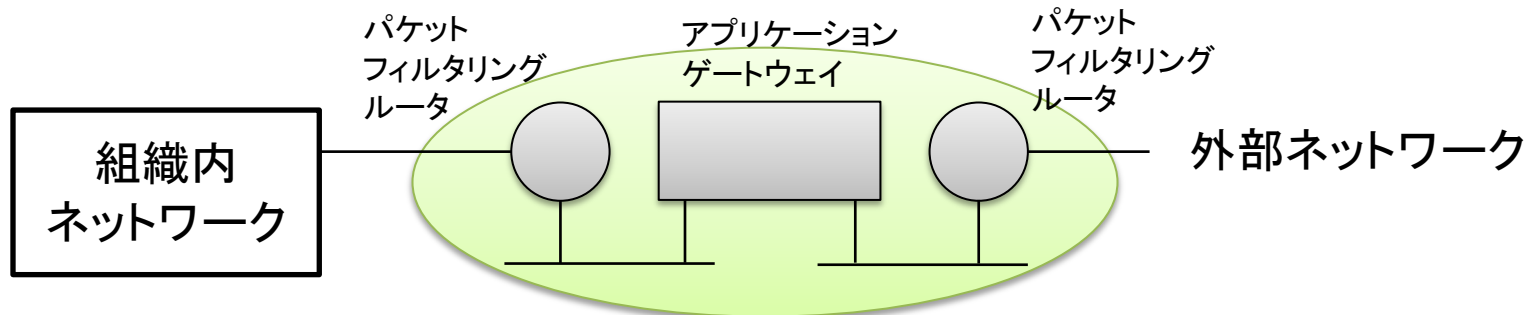 パケット
フィルタリング
ルータ
アプリケーション
ゲートウェイ
パケット
フィルタリング
ルータ
組織内
ネットワーク
外部ネットワーク